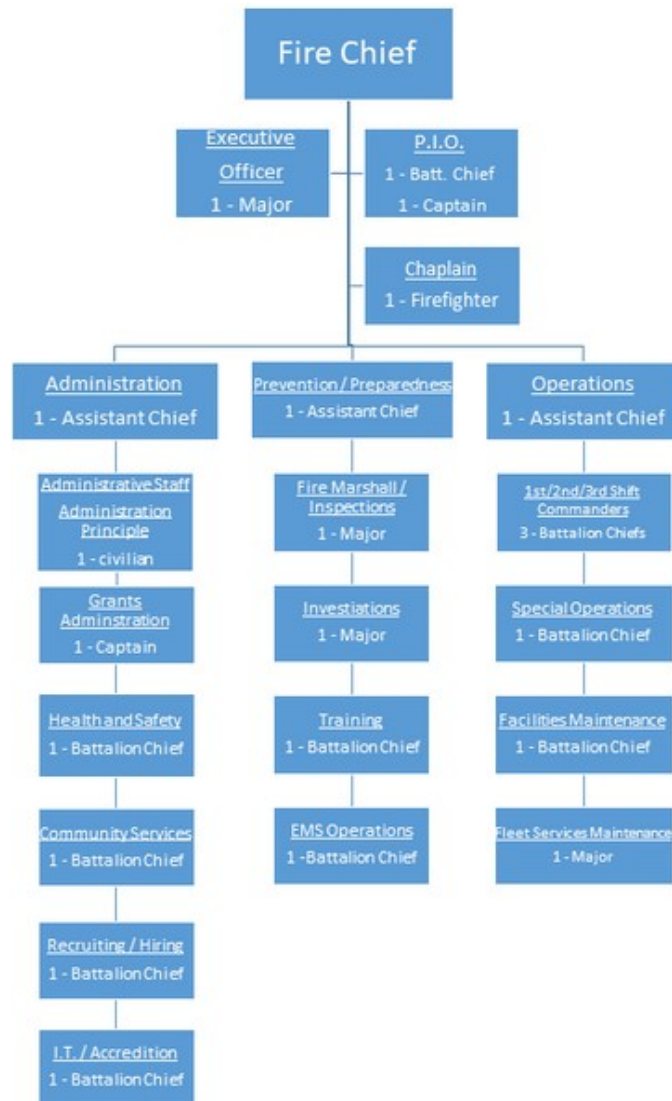 Fire Chief
Executive
Officer
1 - Major
P.I.O.
1 - Batt. Chief
1 - Captain
Chaplain
1 - Firefighter
Administration
1 - Assistant Chief
Prevention / Preparedness
1 - Assistant Chief
Operations
1 - Assistant Chief
Administrative Staff
Administration
Principle
1 - civilian
Grants
Adminstration
1 - Captain
Health and Safety
1 - Battalion Chief
Community Services
1 - Battalion Chief
Recruiting / Hiring
1 - Battalion Chief
I.T. / Accredition
1 - Battalion Chief
Fire Marshall /
Inspections
1 - Major
Investiations
1 - Major
Training
1 - Battalion Chief
EMS Operations
1 -Battalion Chief
1st/2nd/3rd Shift
Commanders
3 - Battalion Chiefs
Special Operations
1 - Battalion Chief
Facilities Maintenance
1 - Battalion Chief
Fleet Services Maintenance
1 - Major